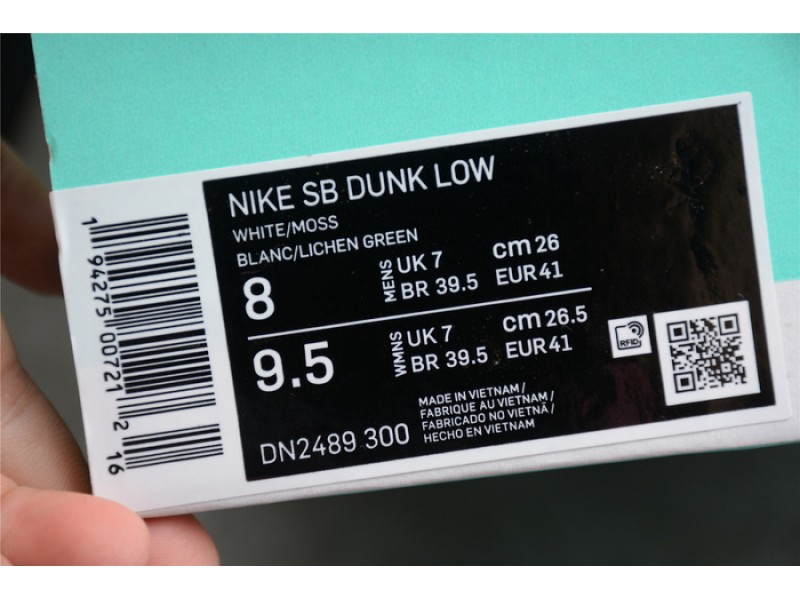 NIKE SB DUNK LOW
WHITE/MOSS
BLANC/LICHEN GREEN
8
MENS
UK 7
cm 26
BR 39.5
EUR 41
9.5
WMNS
UK 7
cm 26.5
BR 39.5
EUR 41
MADE IN VIETNAM/
FABRIQUE AU VIETNAM/
FABRICADO NO VIETNÃ/
HECHO EN VIETNAM
DN2489 300
RFID
1 94275 00721 2 16